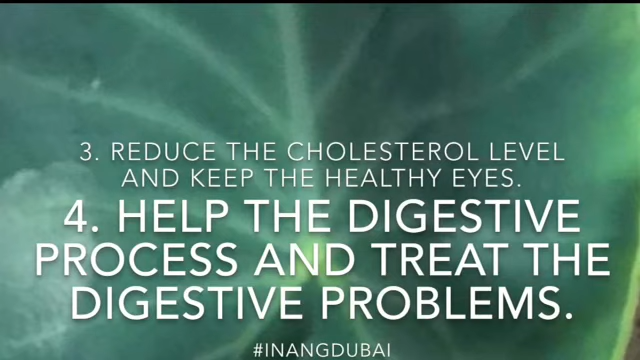 3. REDUCE THE CHOLESTEROL LEVEL
AND KEEP THE HEALTHY EYES.
4. HELP THE DIGESTIVE
PROCESS AND TREAT THE
DIGESTIVE PROBLEMS.
#INANGDUBAI